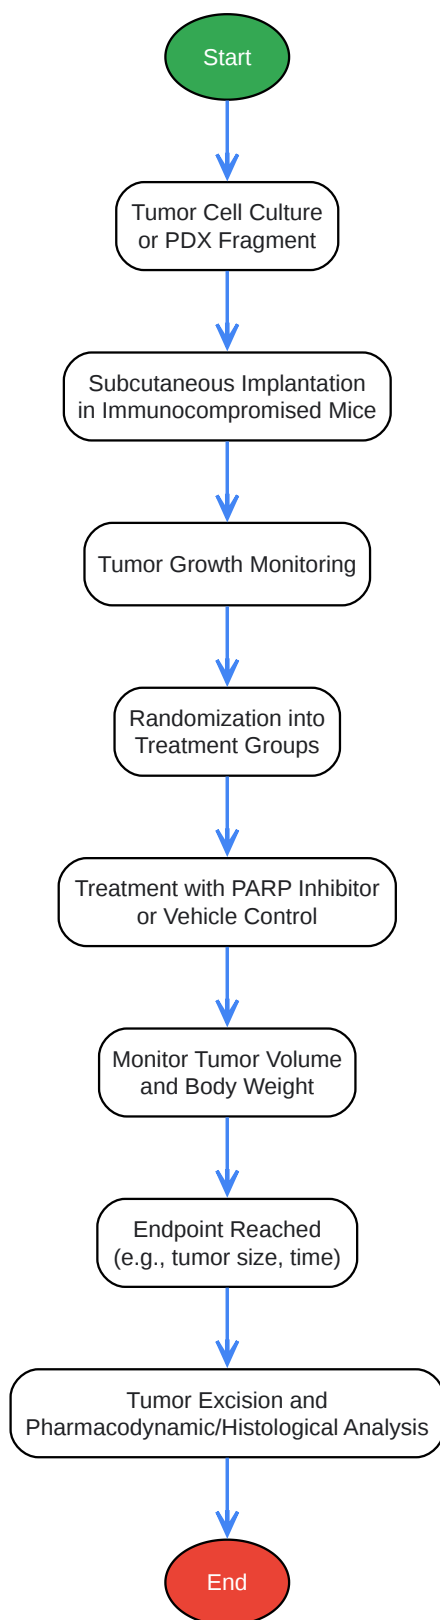 Start
Tumor Cell Culture
or PDX Fragment
Subcutaneous Implantation
in Immunocompromised Mice
Tumor Growth Monitoring
Randomization into
Treatment Groups
Treatment with PARP Inhibitor
or Vehicle Control
Monitor Tumor Volume
and Body Weight
Endpoint Reached
(e.g., tumor size, time)
Tumor Excision and
Pharmacodynamic/Histological Analysis
End